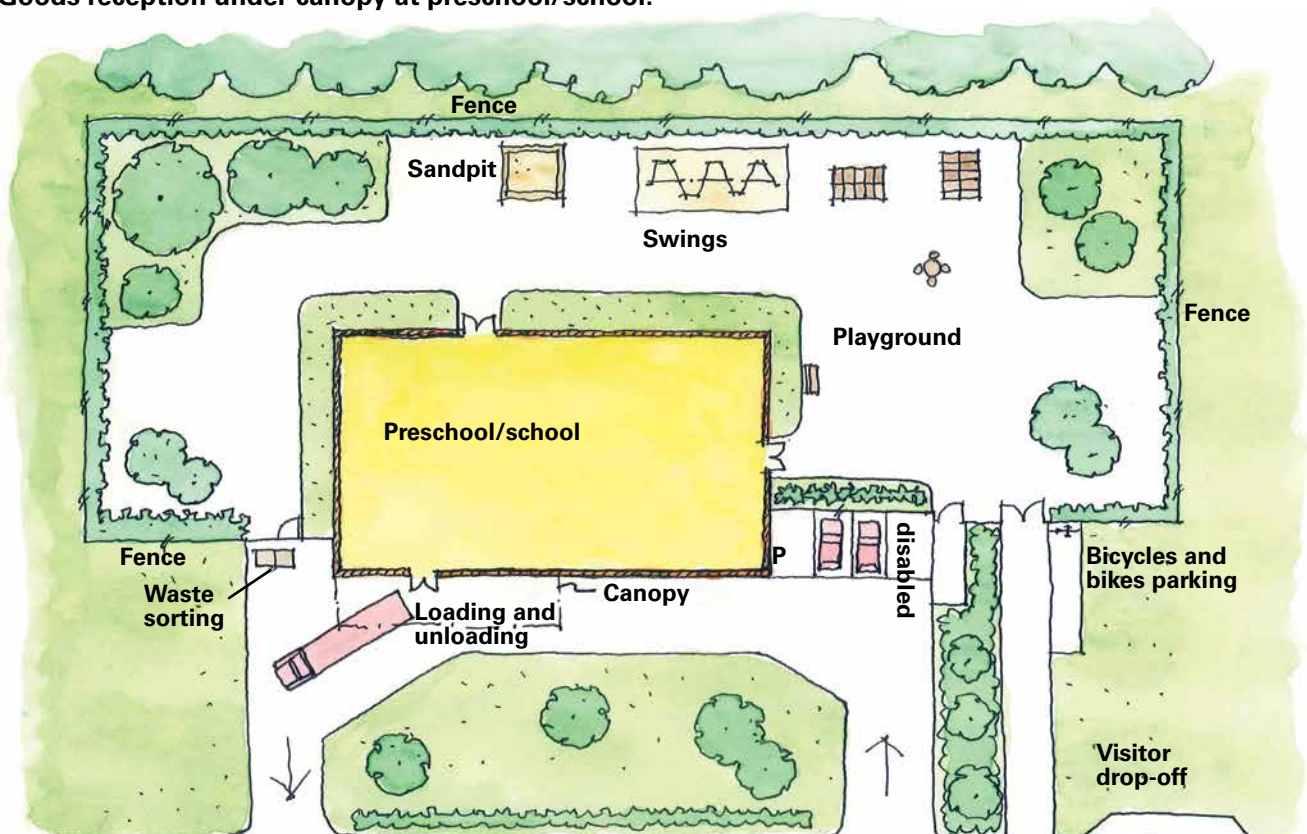 Goods reception under canopy at preschool/school.
Fence
Sandpit
Swings
Fence
Playground
Preschool/school
Fence
Waste
sorting
P
disabled
Canopy
Loading and
unloading
Bicycles and
bikes parking
Visitor
drop-off